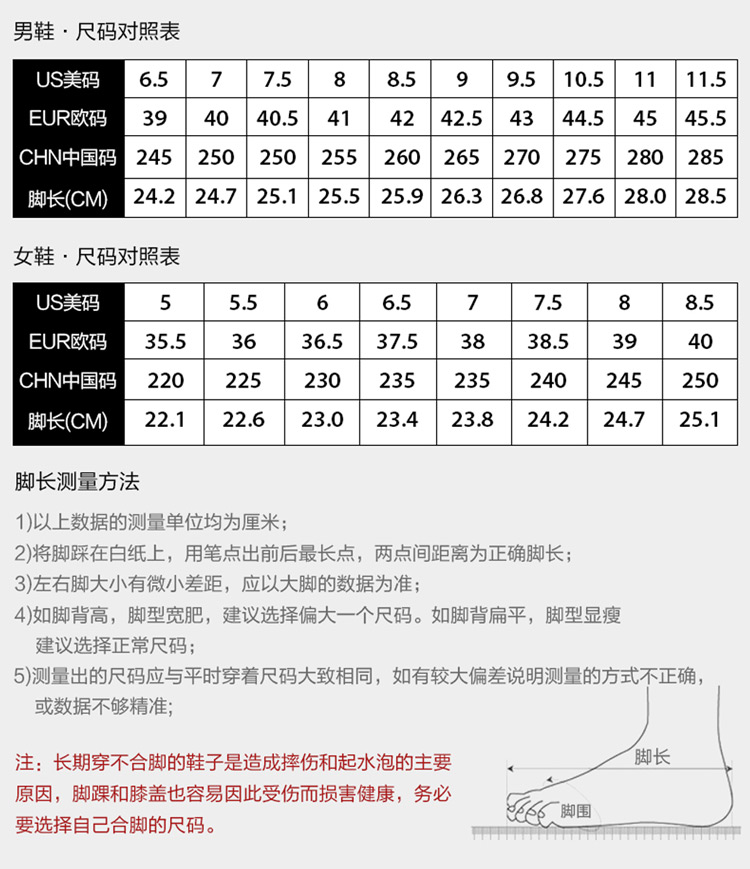 男鞋·尺码对照表
US美码 6.5 7 7.5 8 8.5 9 9.5 10.5 11 11.5
EUR欧码 39 40 40.5 41 42 42.5 43 44.5 45 45.5
CHN中国码 245 250 250 255 260 265 270 275 280 285
脚长(CM) 24.2 24.7 25.1 25.5 25.9 26.3 26.8 27.6 28.0 28.5
女鞋·尺码对照表
US美码 5 5.5 6 6.5 7 7.5 8 8.5
EUR欧码 35.5 36 36.5 37.5 38 38.5 39 40
CHN中国码 220 225 230 235 235 240 245 250
脚长(CM) 22.1 22.6 23.0 23.4 23.8 24.2 24.7 25.1
脚长测量方法
1)以上数据的测量单位均为厘米；
2)将脚踩在白纸上，用笔点出前后最长点，两点间距离为正确脚长；
3)左右脚大小有微小差距，应以大脚的数据为准；
4)如脚背高，脚型宽肥，建议选择偏大一个尺码。如脚背扁平，脚型显瘦
建议选择正常尺码；
5)测量出的尺码应与平时穿着尺码大致相同，如有较大偏差说明测量的方式不正确，
或数据不够精准；
注：长期穿不合脚的鞋子是造成摔伤和起水泡的主要
原因，脚踝和膝盖也容易因此受伤而损害健康，务必
要选择自己合脚的尺码。
脚长
脚围